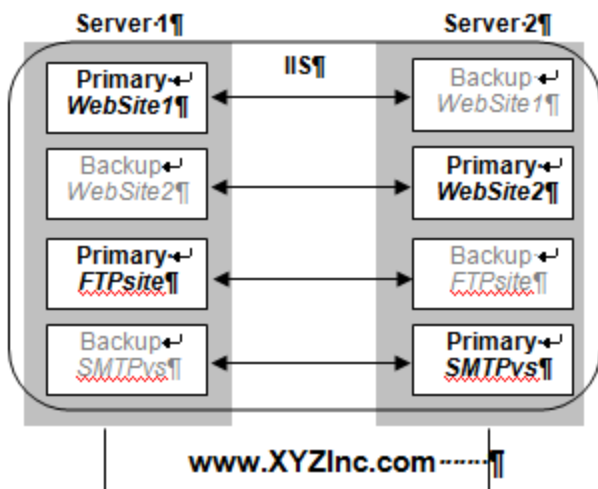 Server·1¶
Server·2¶
IIS¶
Primary↵
WebSite1¶
Backup↵
WebSite1¶
Backup↵
WebSite2¶
Primary↵
WebSite2¶
Primary↵
FTPsite¶
Backup↵
FTPsite¶
Backup↵
SMTPvs¶
Primary↵
SMTPvs¶
www.XYZInc.com······¶